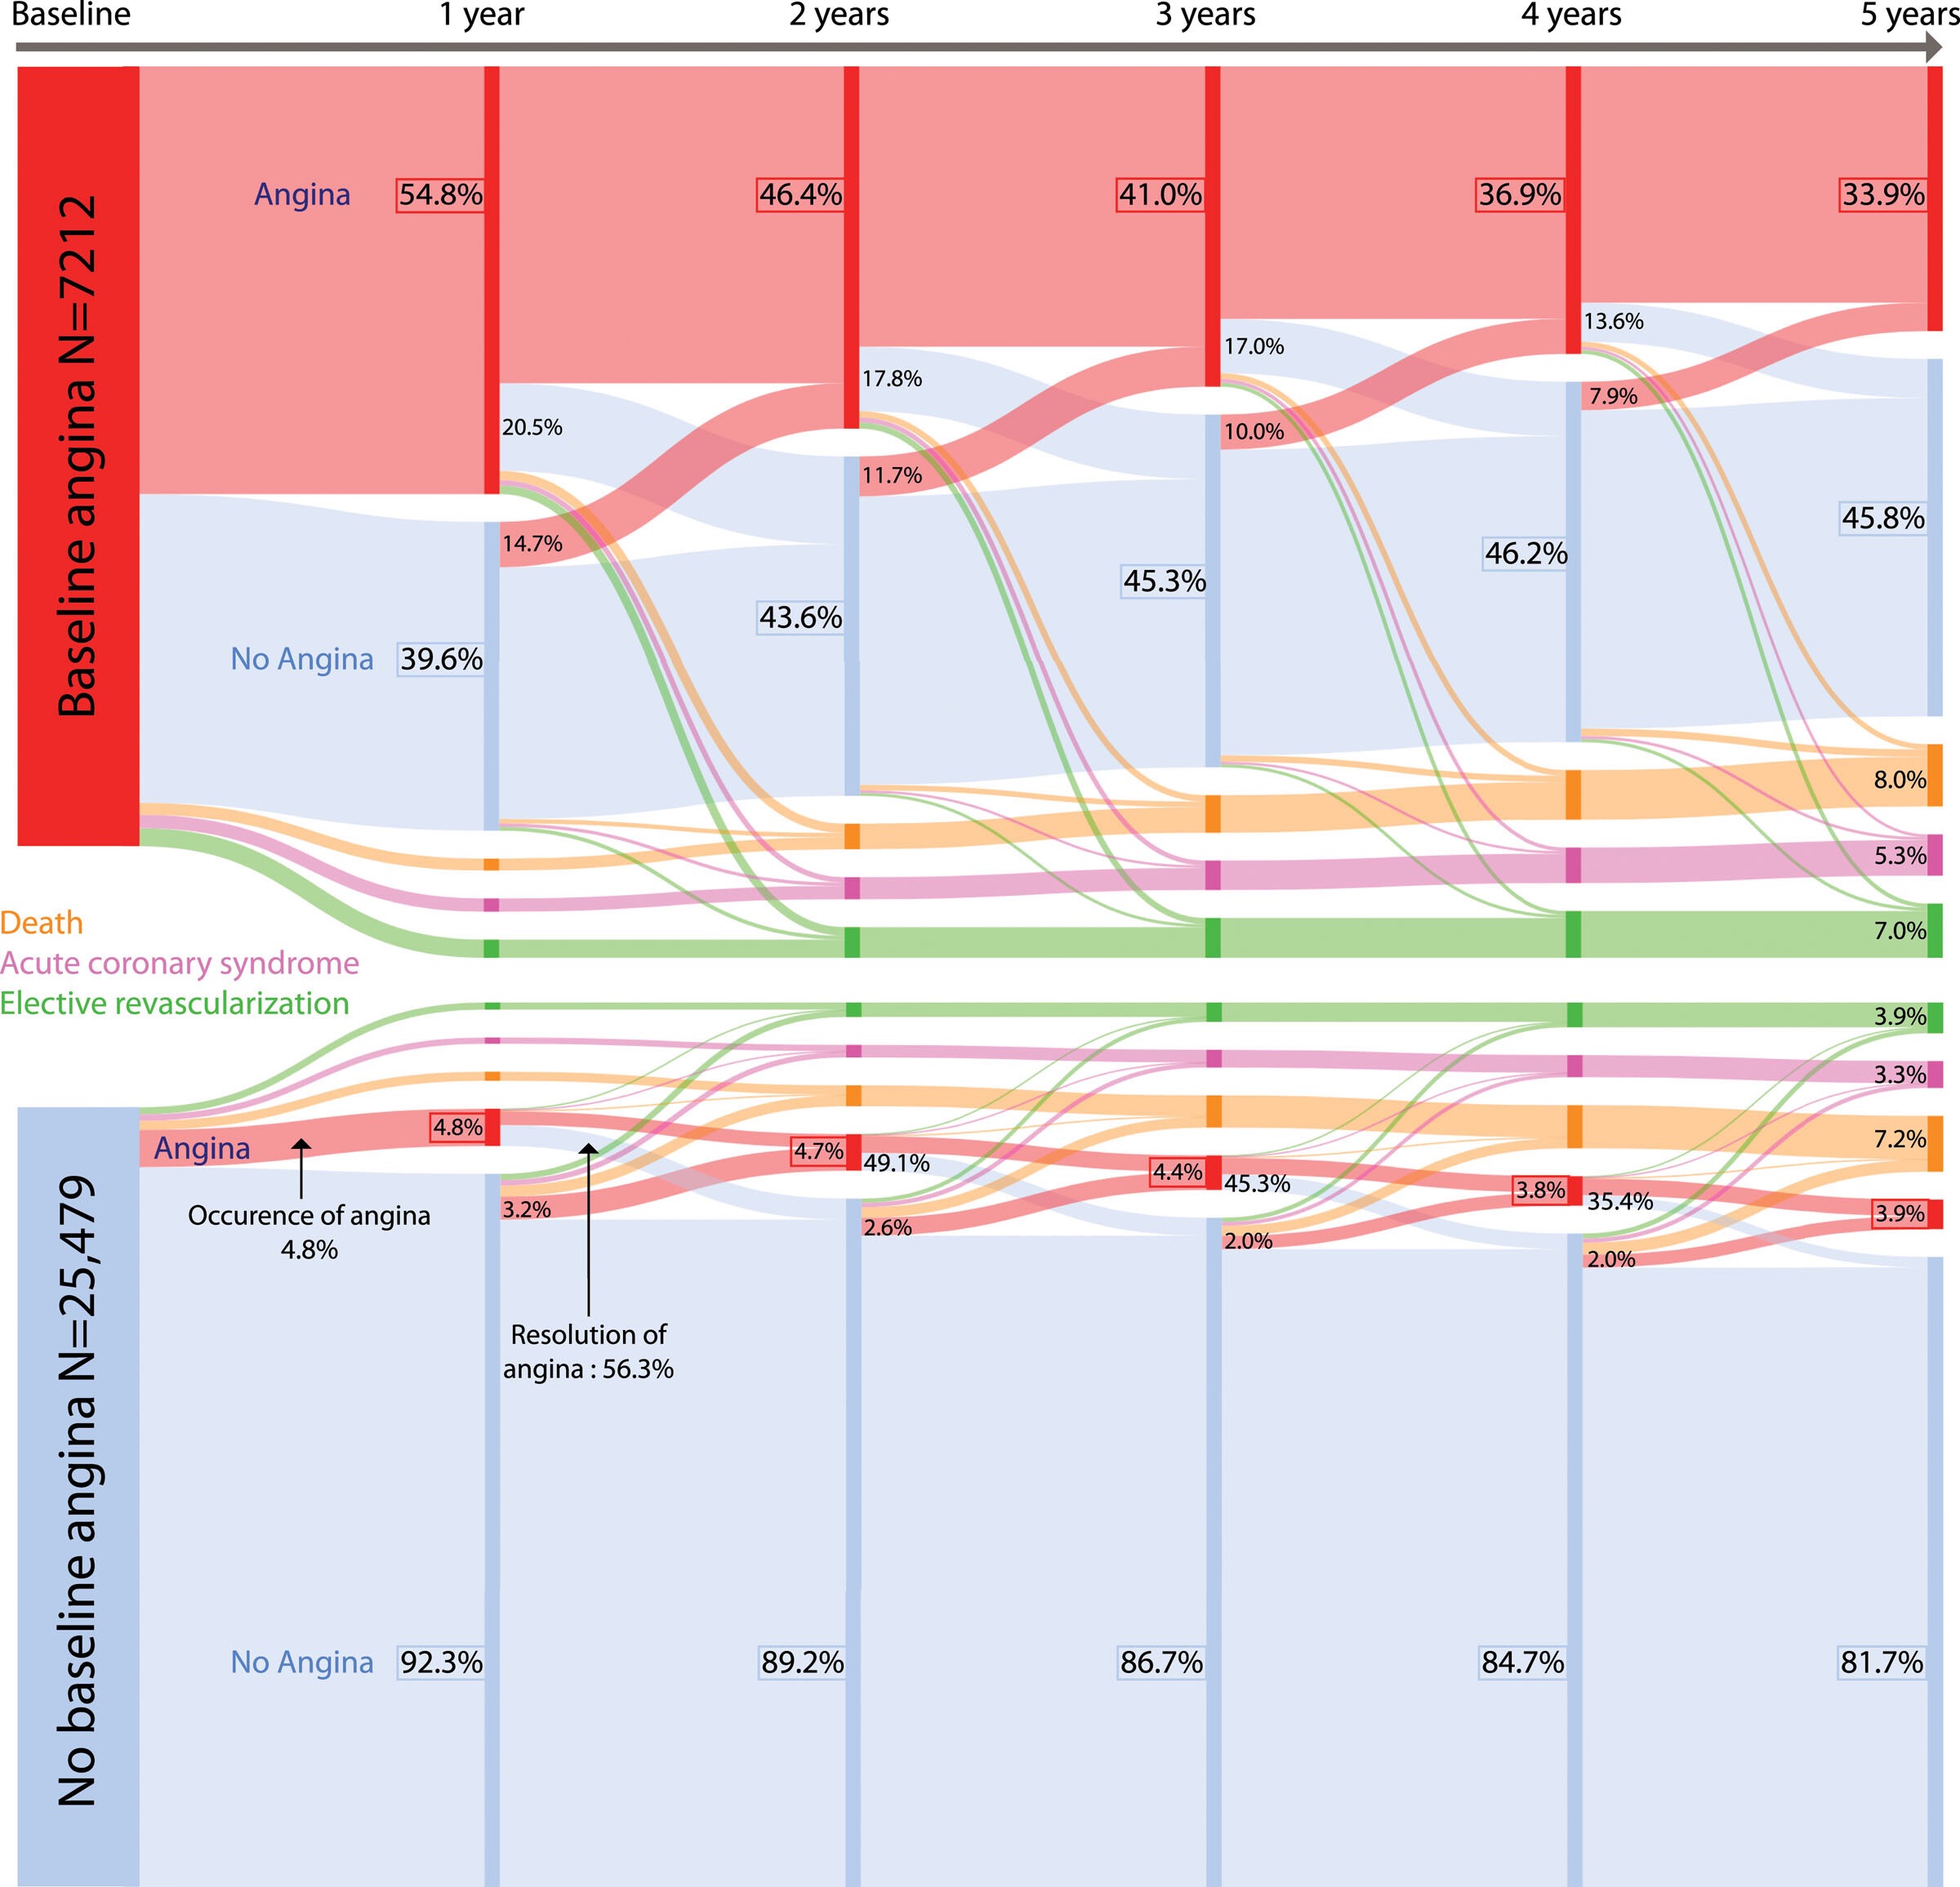 Baseline 1 year 2 years 3 years 4 years 5 years
Baseline angina N=7212
Angina 54.8% 46.4% 41.0% 36.9% 33.9%
13.6%
17.0%
17.8%
7.9%
20.5%
10.0%
11.7%
45.8%
14.7%
46.2%
45.3%
43.6%
No Angina 39.6%
8.0%
5.3%
Death
7.0%
Acute coronary syndrome
Elective revascularization
3.9%
3.3%
No baseline angina N=25,479
4.8%
7.2%
Angina
4.7%
49.1%
4.4%
45.3%
3.8%
35.4%
3.2%
3.9%
Occurence of angina
4.8%
2.6%
2.0%
2.0%
Resolution of
angina : 56.3%
No Angina 92.3% 89.2% 86.7% 84.7% 81.7%